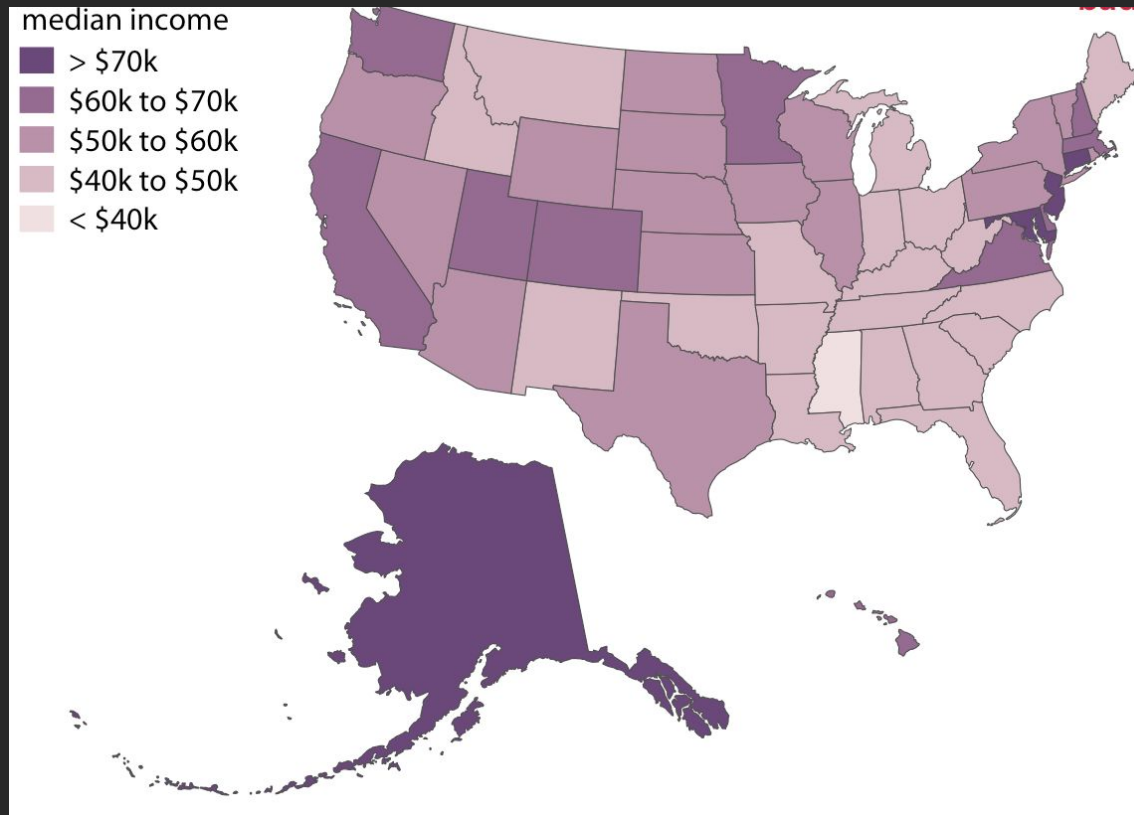 median income
> $70k
$60k to $70k
$50k to $60k
$40k to $50k
< $40k